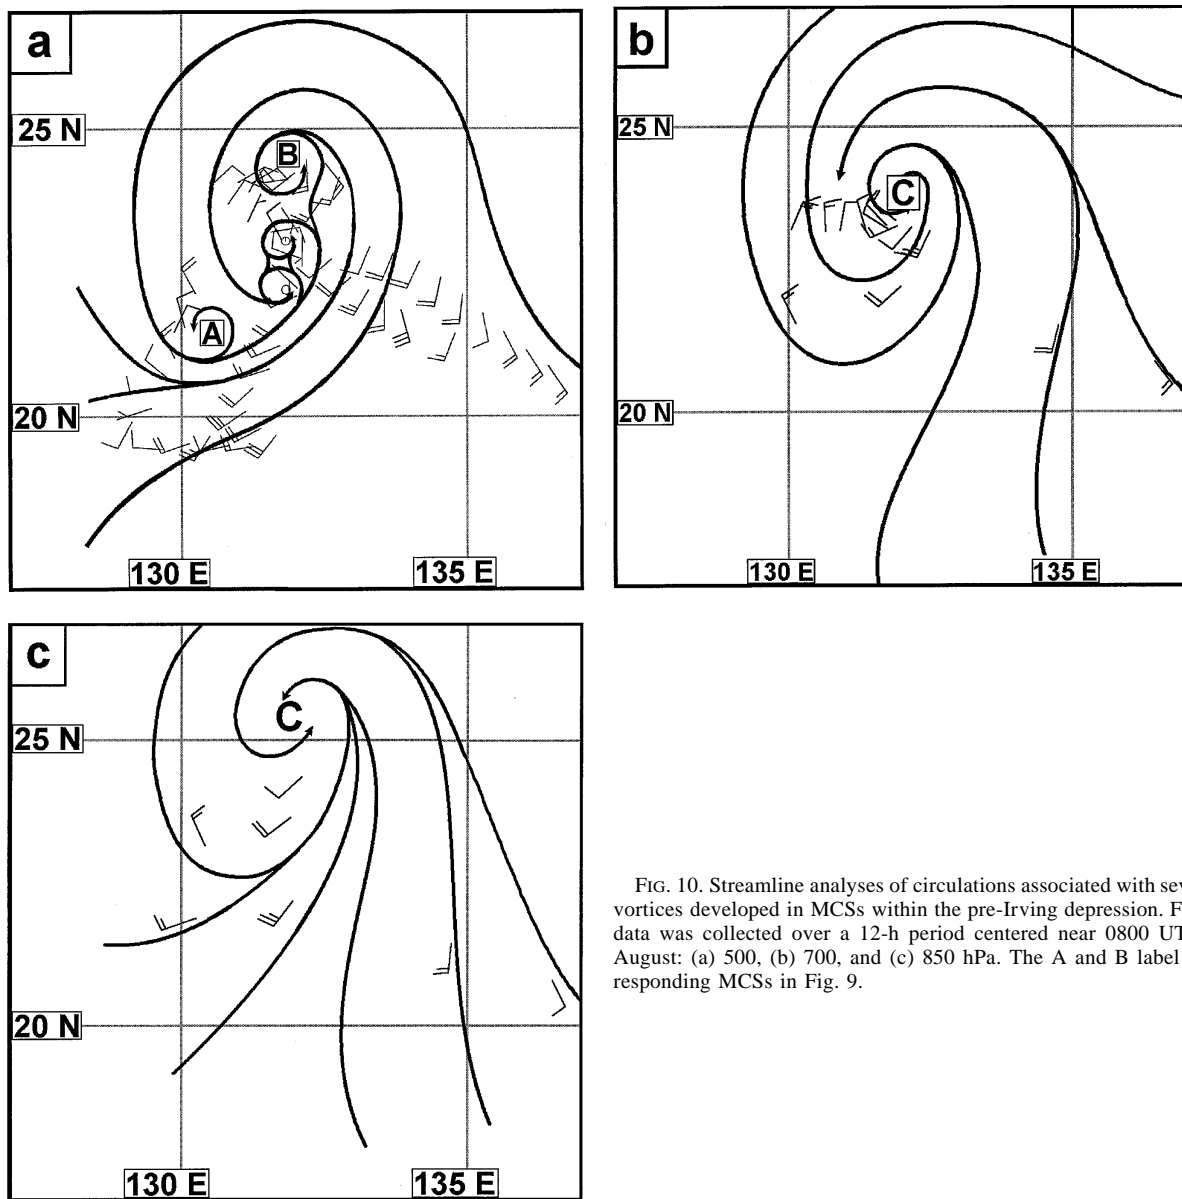 a
25 N
B
A
20 N
130 E
135 E
b
25 N
C
20 N
130 E
135 E
c
C
25 N
20 N
130 E
135 E
FIG. 10. Streamline analyses of circulations associated with
vortices developed in MCSs within the pre-Irving depression.
data was collected over a 12-h period centered near 0800
August: (a) 500, (b) 700, and (c) 850 hPa. The A and B label
responding MCSs in Fig. 9.